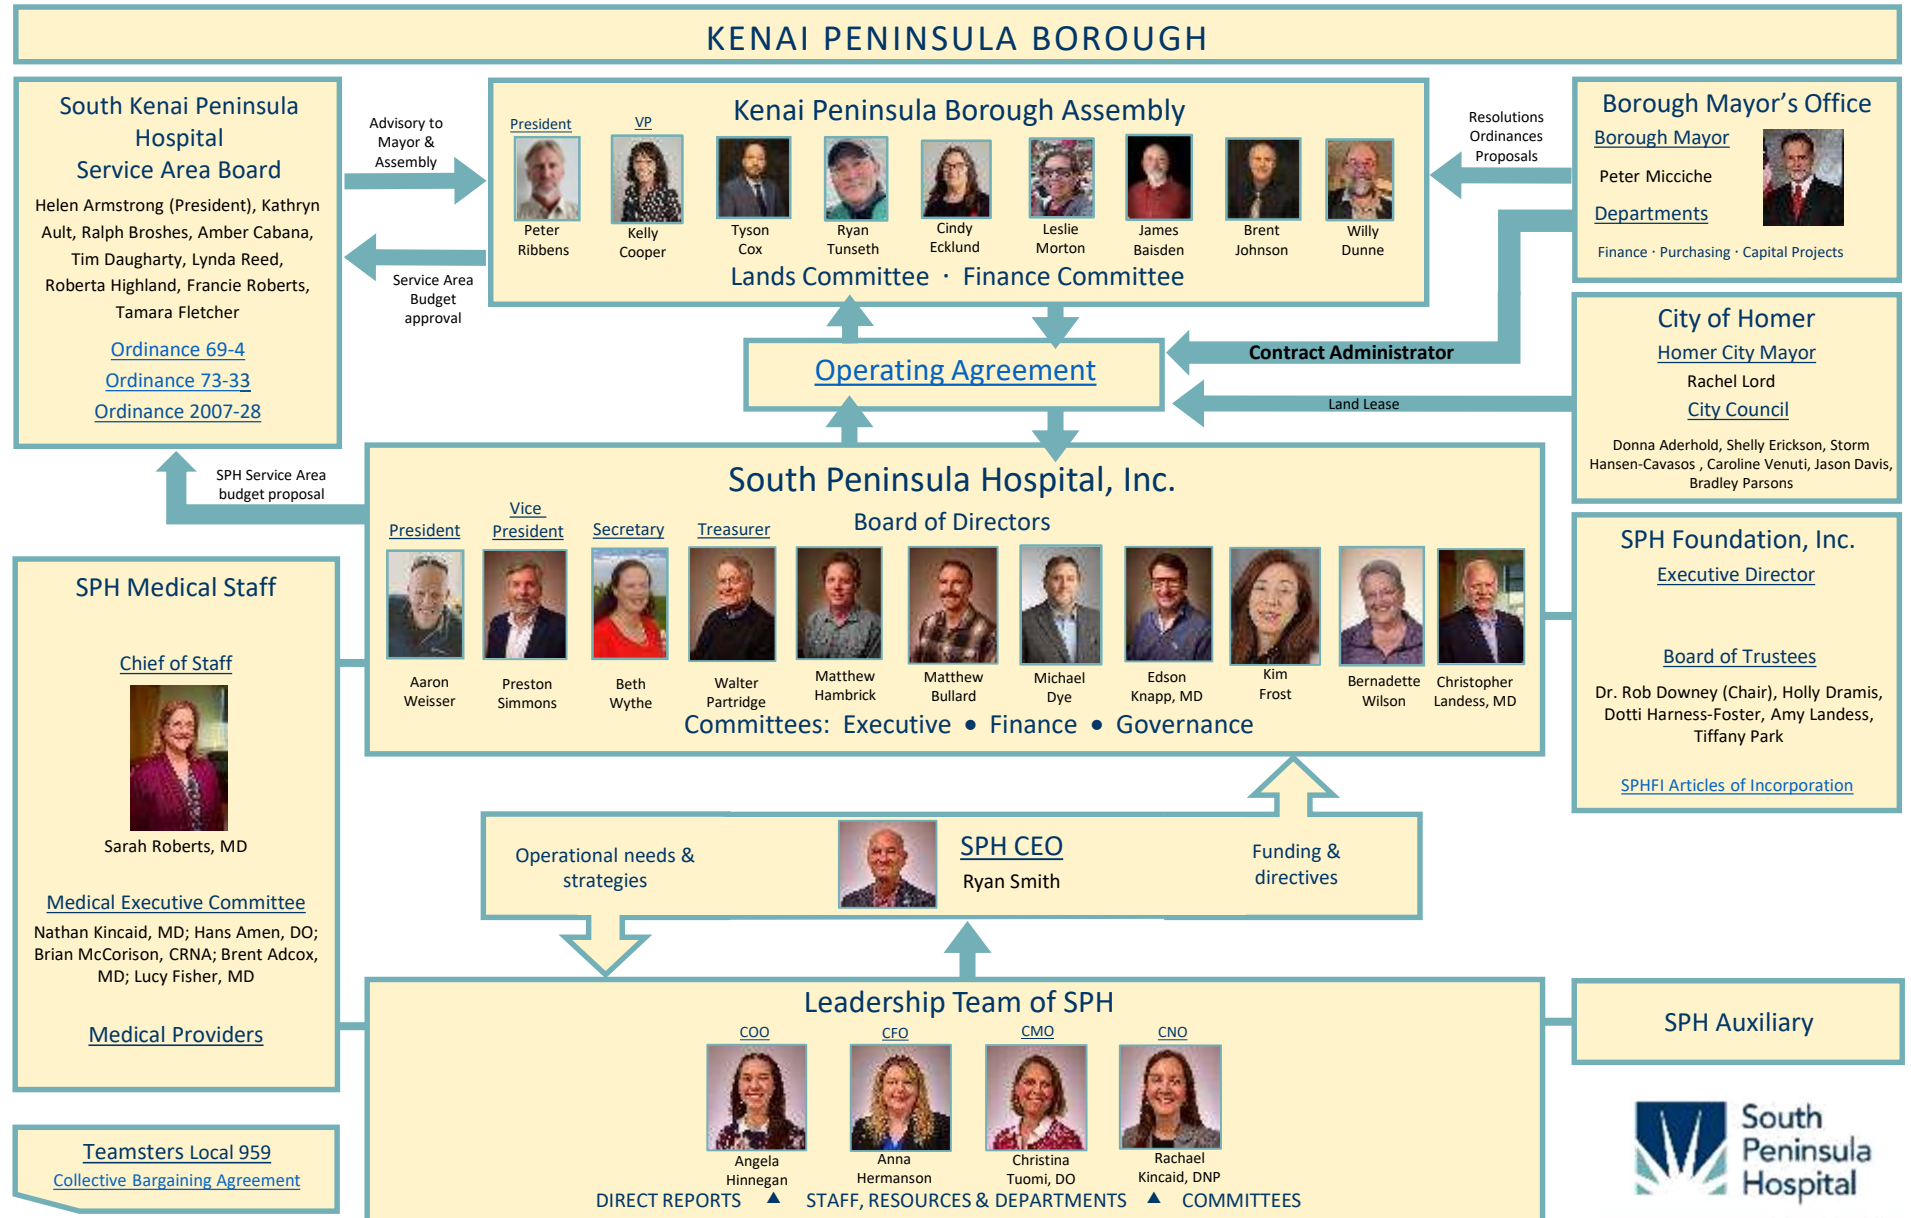 KENAI PENINSULA BOROUGH
South Kenai Peninsula
Hospital
Service Area Board
Helen Armstrong (President), Kathryn
Ault, Ralph Broshes, Amber Cabana,
Tim Daugharty, Lynda Reed,
Roberta Highland, Francie Roberts,
Tamara Fletcher
Ordinance 69-4
Ordinance 73-33
Ordinance 2007-28
Advisory to
Mayor &
Assembly
Service Area
Budget
approval
Kenai Peninsula Borough Assembly
President
VP
Peter
Ribbens
Kelly
Cooper
Tyson
Cox
Ryan
Tunseth
Cindy
Ecklund
Leslie
Morton
James
Baisden
Brent
Johnson
Willy
Dunne
Lands Committee · Finance Committee
Resolutions
Ordinances
Proposals
Borough Mayor's Office
Borough Mayor
Peter Micciche
Departments
Finance · Purchasing · Capital Projects
Operating Agreement
Contract Administrator
Land Lease
City of Homer
Homer City Mayor
Rachel Lord
City Council
Donna Aderhold, Shelly Erickson, Storm
Hansen-Cavasos , Caroline Venuti, Jason Davis,
Bradley Parsons
SPH Service Area
budget proposal
South Peninsula Hospital, Inc.
Board of Directors
President
Vice
President
Secretary
Treasurer
Aaron
Weisser
Preston
Simmons
Beth
Wythe
Walter
Partridge
Matthew
Hambrick
Matthew
Bullard
Michael
Dye
Edson
Knapp, MD
Kim
Frost
Bernadette
Wilson
Christopher
Landess, MD
Committees: Executive • Finance • Governance
SPH Medical Staff
Chief of Staff
Sarah Roberts, MD
Medical Executive Committee
Nathan Kincaid, MD; Hans Amen, DO;
Brian McCorison, CRNA; Brent Adcox,
MD; Lucy Fisher, MD
Medical Providers
SPH Foundation, Inc.
Executive Director
Board of Trustees
Dr. Rob Downey (Chair), Holly Dramis,
Dotti Harness-Foster, Amy Landess,
Tiffany Park
SPHFI Articles of Incorporation
Operational needs &
strategies
SPH CEO
Ryan Smith
Funding &
directives
Leadership Team of SPH
COO
CFO
CMO
CNO
Angela
Hinnegan
Anna
Hermanson
Christina
Tuomi, DO
Rachael
Kincaid, DNP
DIRECT REPORTS ▲ STAFF, RESOURCES & DEPARTMENTS ▲ COMMITTEES
SPH Auxiliary
Teamsters Local 959
Collective Bargaining Agreement
South
Peninsula
Hospital